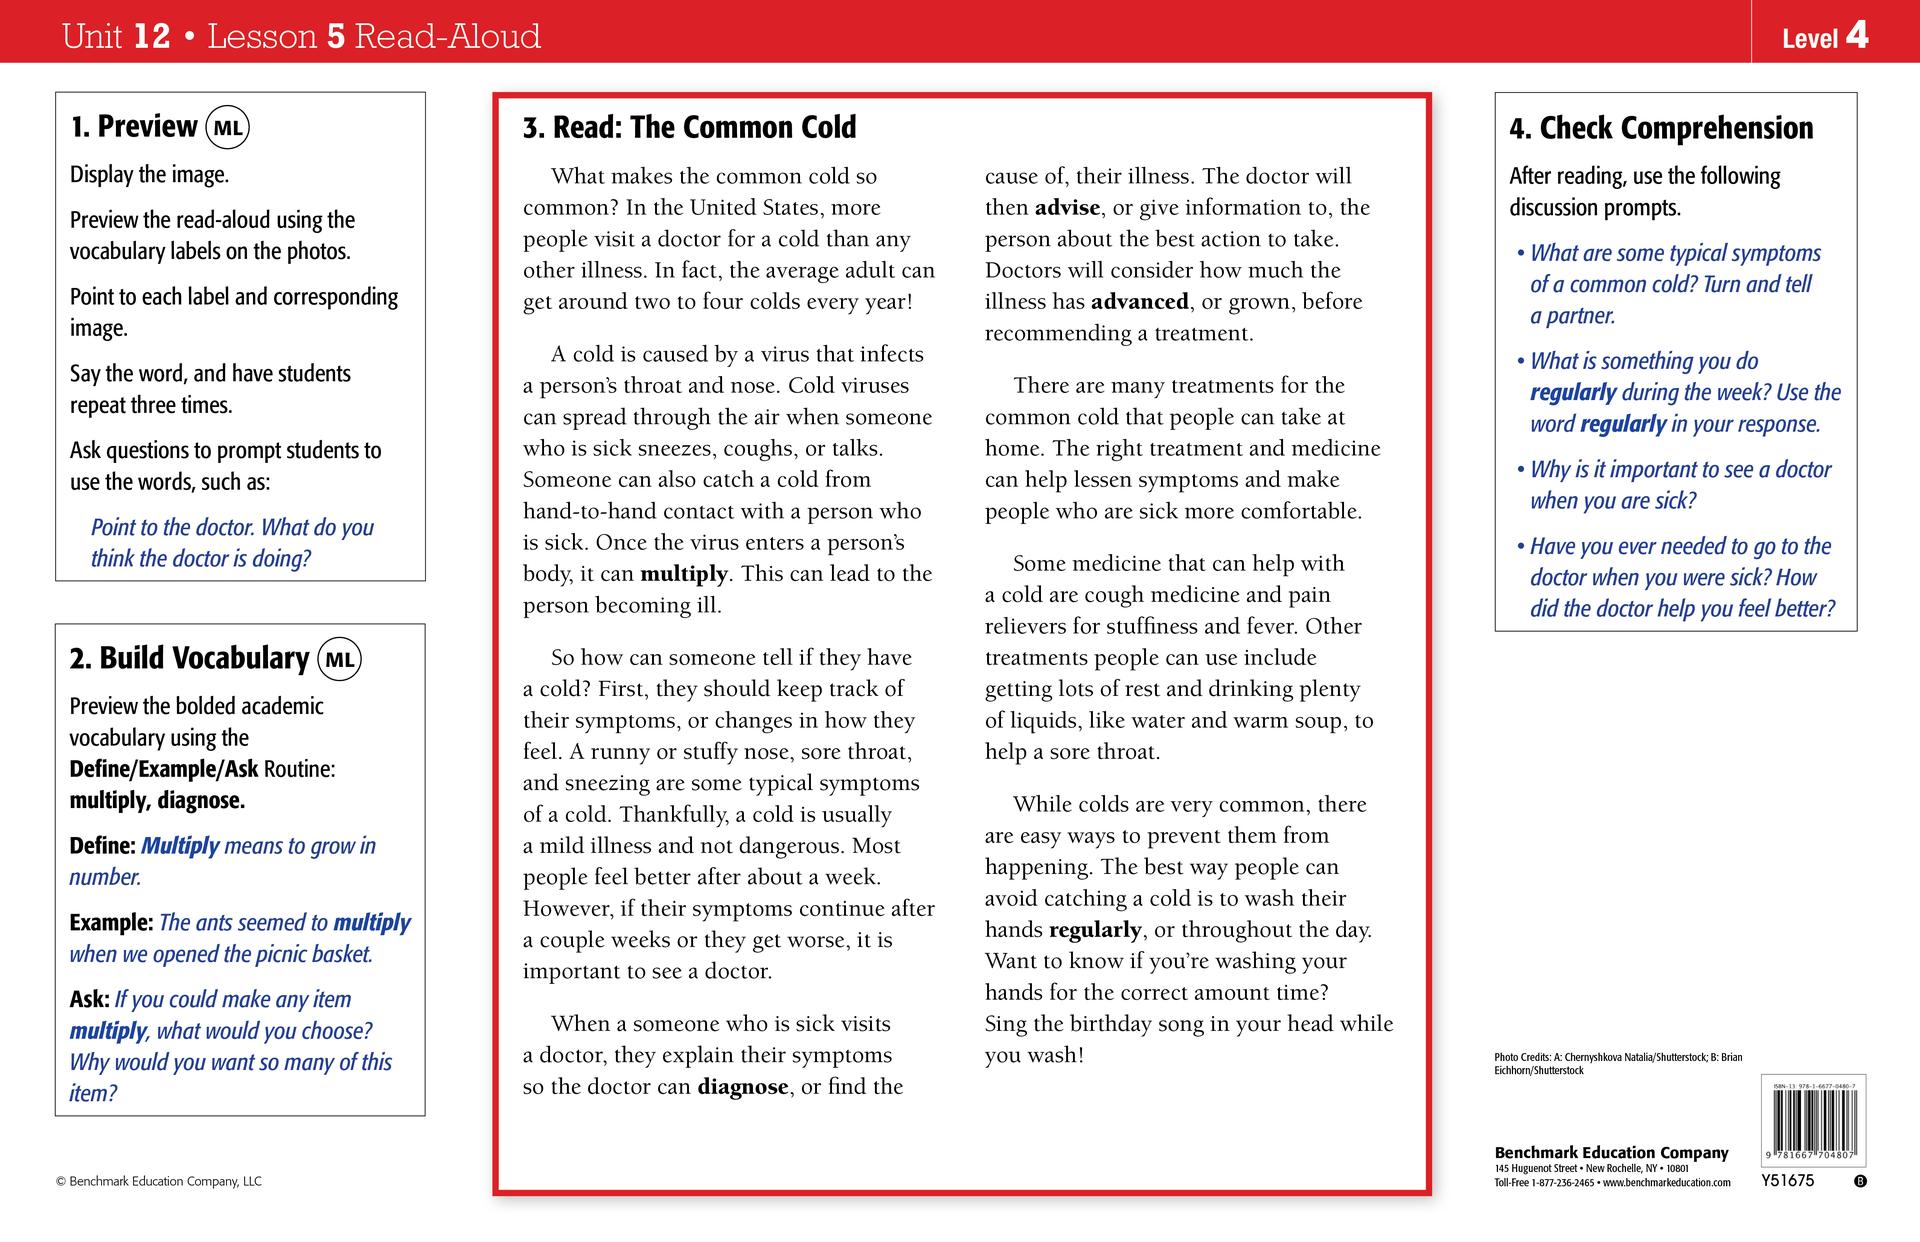 Unit 12 • Lesson 5 Read-Aloud
Level 4
1. Preview ML
Display the image.
Preview the read-aloud using the
vocabulary labels on the photos.
Point to each label and corresponding
image.
Say the word, and have students
repeat three times.
Ask questions to prompt students to
use the words, such as:
Point to the doctor. What do you
think the doctor is doing?
2. Build Vocabulary ML
Preview the bolded academic
vocabulary using the
Define/Example/Ask Routine:
multiply, diagnose.
Define: Multiply means to grow in
number.
Example: The ants seemed to multiply
when we opened the picnic basket.
Ask: If you could make any item
multiply, what would you choose?
Why would you want so many of this
item?
© Benchmark Education Company, LLC
3. Read: The Common Cold
What makes the common cold so
common? In the United States, more
people visit a doctor for a cold than any
other illness. In fact, the average adult can
get around two to four colds every year!
A cold is caused by a virus that infects
a person's throat and nose. Cold viruses
can spread through the air when someone
who is sick sneezes, coughs, or talks.
Someone can also catch a cold from
hand-to-hand contact with a person who
is sick. Once the virus enters a person's
body, it can multiply. This can lead to the
person becoming ill.
So how can someone tell if they have
a cold? First, they should keep track of
their symptoms, or changes in how they
feel. A runny or stuffy nose, sore throat,
and sneezing are some typical symptoms
of a cold. Thankfully, a cold is usually
a mild illness and not dangerous. Most
people feel better after about a week.
However, if their symptoms continue after
a couple weeks or they get worse, it is
important to see a doctor.
When a someone who is sick visits
a doctor, they explain their symptoms
so the doctor can diagnose, or find the
cause of, their illness. The doctor will
then advise, or give information to, the
person about the best action to take.
Doctors will consider how much the
illness has advanced, or grown, before
recommending a treatment.
There are many treatments for the
common cold that people can take at
home. The right treatment and medicine
can help lessen symptoms and make
people who are sick more comfortable.
Some medicine that can help with
a cold are cough medicine and pain
relievers for stuffiness and fever. Other
treatments people can use include
getting lots of rest and drinking plenty
of liquids, like water and warm soup, to
help a sore throat.
While colds are very common, there
are easy ways to prevent them from
happening. The best way people can
avoid catching a cold is to wash their
hands regularly, or throughout the day.
Want to know if you're washing your
hands for the correct amount time?
Sing the birthday song in your head while
you wash!
4. Check Comprehension
After reading, use the following
discussion prompts.
• What are some typical symptoms
of a common cold? Turn and tell
a partner.
• What is something you do
regularly during the week? Use the
word regularly in your response.
• Why is it important to see a doctor
when you are sick?
• Have you ever needed to go to the
doctor when you were sick? How
did the doctor help you feel better?
Photo Credits: A: Chernyshkova Natalia/Shutterstock; B: Brian
Eichhorn/Shutterstock
Benchmark Education Company
145 Huguenot Street • New Rochelle, NY • 10801
Toll-Free 1-877-236-2465 • www.benchmarkeducation.com
ISBN-13: 978-1-6677-0480-7
9 781667 704807
Y51675
B